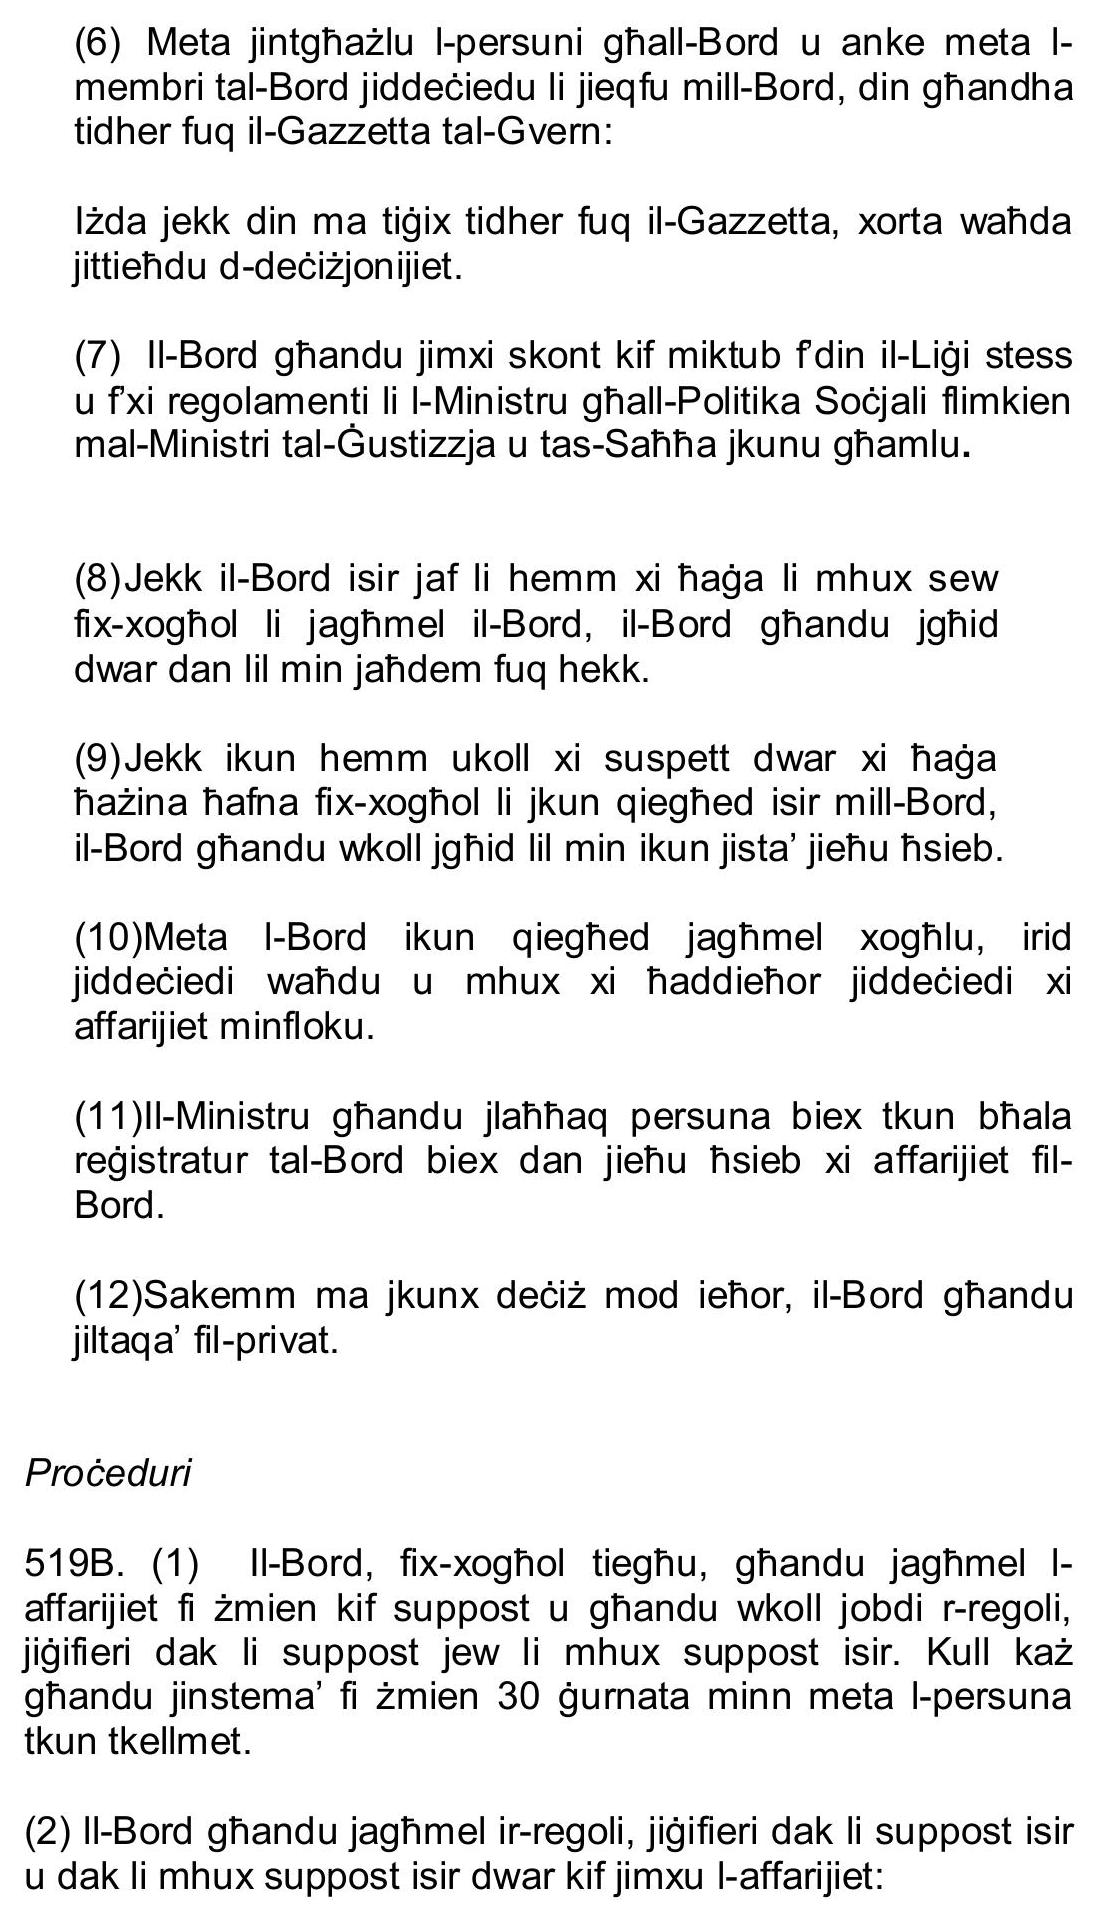 (6) Meta jintgħażlu l-persuni għall-Bord u anke meta l-
membri tal-Bord jiddeċiedu li jieqfu mill-Bord, din għandha
tidher fuq il-Gazzetta tal-Gvern:
Iżda jekk din ma tiġix tidher fuq il-Gazzetta, xorta waħda
jittieħdu d-deċiżjonijiet.
(7) Il-Bord għandu jimxi skont kif miktub f’din il-Liġi stess
u f’xi regolamenti li l-Ministru għall-Politika Soċjali flimkien
mal-Ministri tal-Ġustizzja u tas-Saħħa jkunu għamlu.
(8)Jekk il-Bord isir jaf li hemm xi ħaġa li mhux sew
fix-xogħol li jagħmel il-Bord, il-Bord għandu jgħid
dwar dan lil min jaħdem fuq hekk.
(9)Jekk ikun hemm ukoll xi suspett dwar xi ħaġa
ħażina ħafna fix-xogħol li jkun qiegħed isir mill-Bord,
il-Bord għandu wkoll jgħid lil min ikun jista’ jieħu ħsieb.
(10)Meta l-Bord ikun qiegħed jagħmel xogħlu, irid
jiddeċiedi waħdu u mhux xi ħaddieħor jiddeċiedi xi
affarijiet minfloku.
(11)Il-Ministru għandu jlaħħaq persuna biex tkun bħala
reġistratur tal-Bord biex dan jieħu ħsieb xi affarijiet fil-
Bord.
(12)Sakemm ma jkunx deċiż mod ieħor, il-Bord għandu
jiltaqa’ fil-privat.
Proċeduri
519B. (1) Il-Bord, fix-xogħol tiegħu, għandu jagħmel l-
affarijiet fi żmien kif suppost u għandu wkoll jobdi r-regoli,
jiġifieri dak li suppost jew li mhux suppost isir. Kull każ
għandu jinstema’ fi żmien 30 ġurnata minn meta l-persuna
tkun tkellmet.
(2) Il-Bord għandu jagħmel ir-regoli, jiġifieri dak li suppost isir
u dak li mhux suppost isir dwar kif jimxu l-affarijiet: